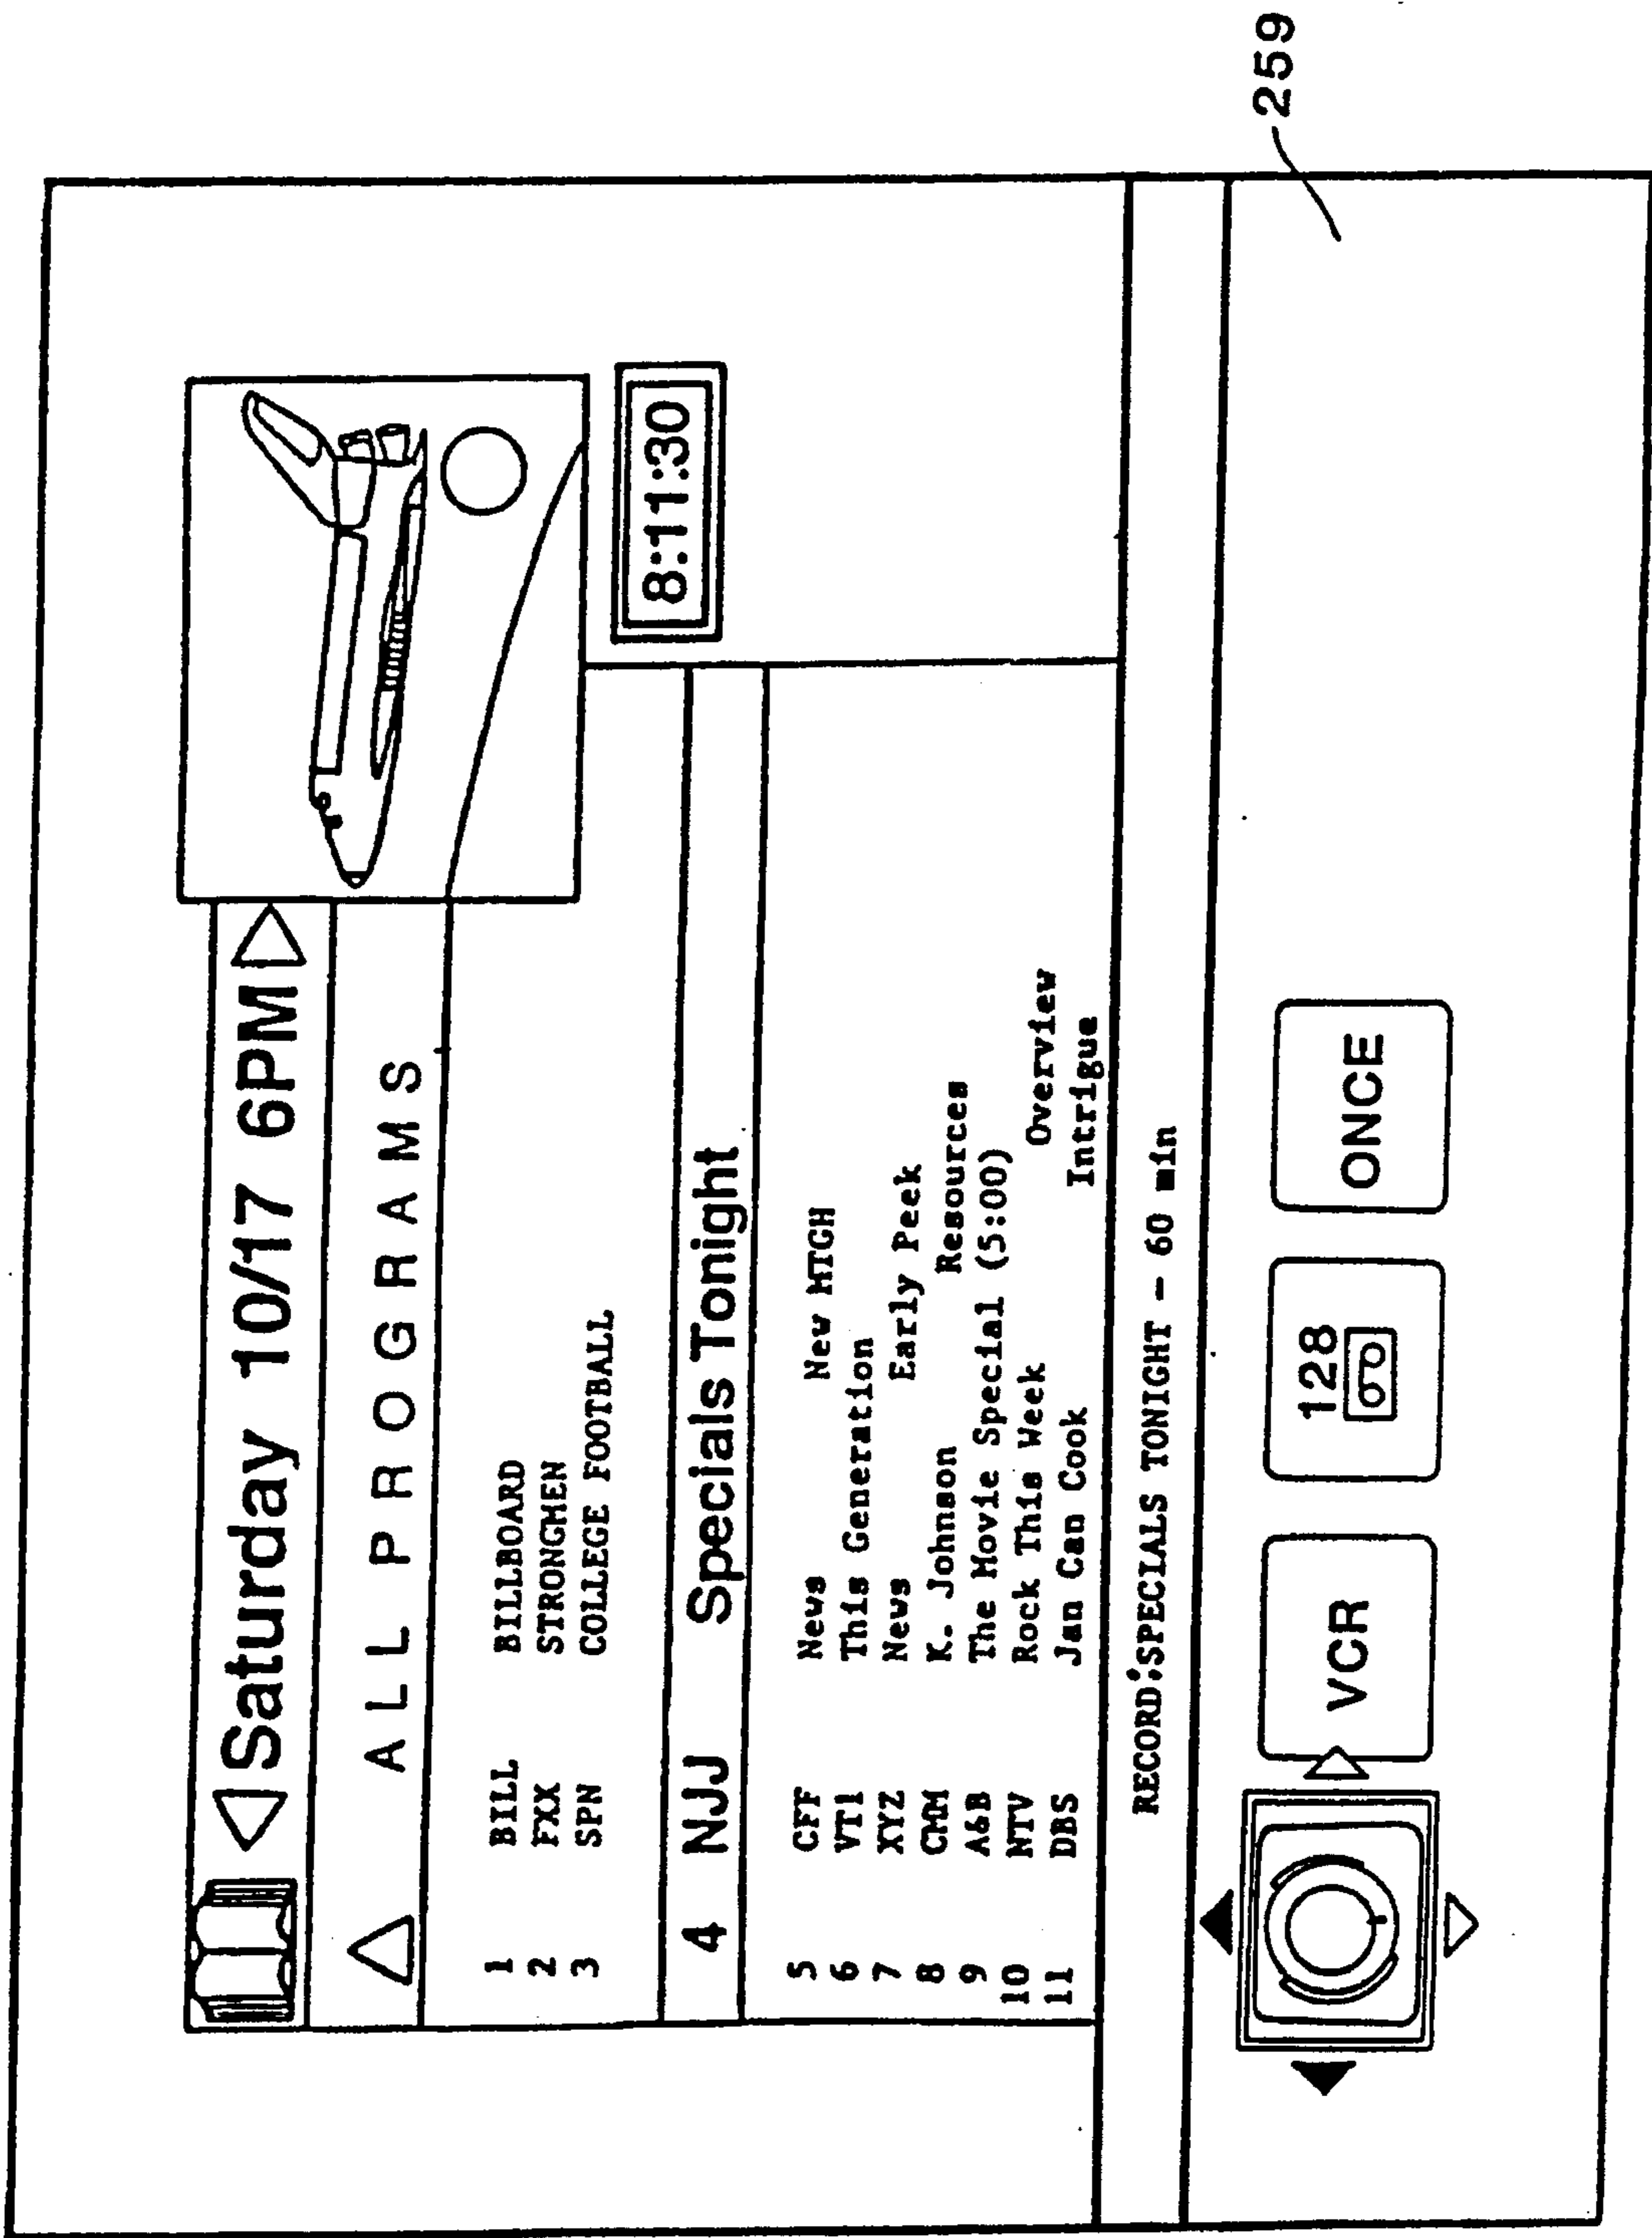 Saturday 10/17 6PM
ALL PROGRAMS
1 BILL BILLBOARD
2 FXX STRONGMEN
3 SPN COLLEGE FOOTBALL
8:11:30
4 NJJ Specials Tonight
5 CFF News New MTGH
6 VT1 This Generation
7 XYZ News Early Peek
8 CMM K. Johnson Resources
9 A&B The Movie Special (5:00)
10 NTV Rock This Week Overview
11 DBS Jan Can Cook Intrigue
RECORD:SPECIALS TONIGHT - 60 min
VCR 128 ONCE
259